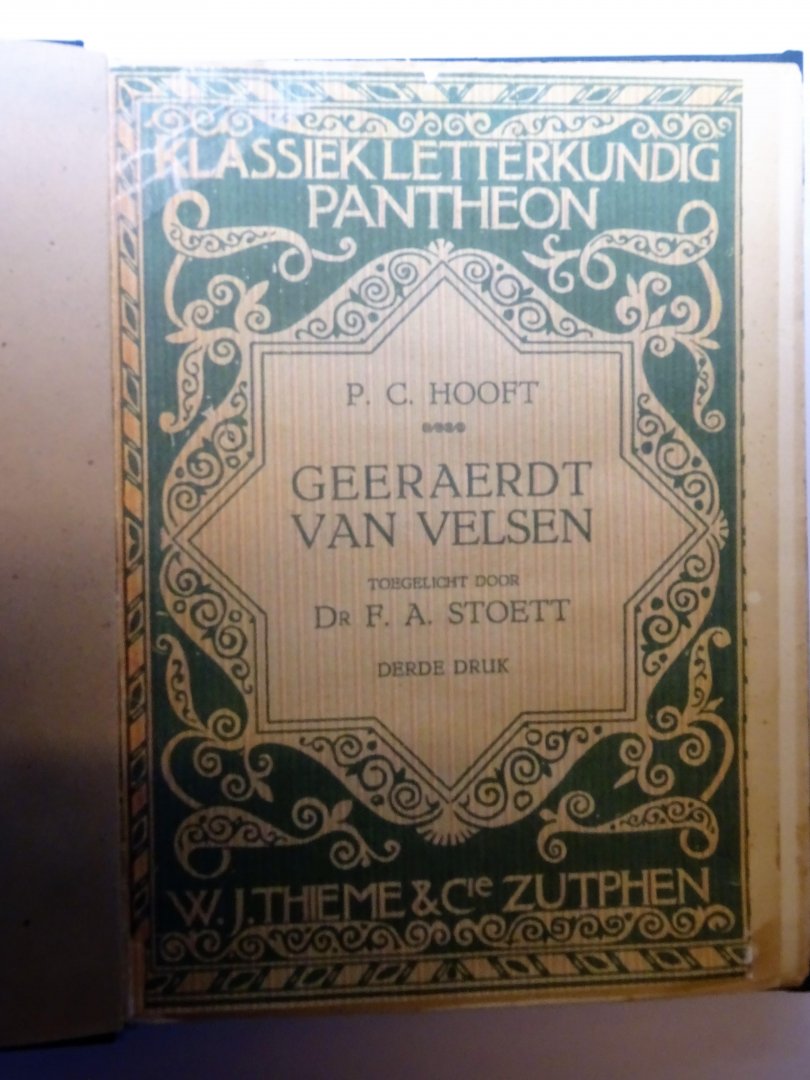 KLASSIEK LETTERKUNDIG
PANTHEON
P. C. HOOFT
GEERAERDT
VAN VELSEN
TOEGELICHT DOOR
DR F. A. STOETT
DERDE DRUK
W. J. THIEME & Cie ZUTPHEN